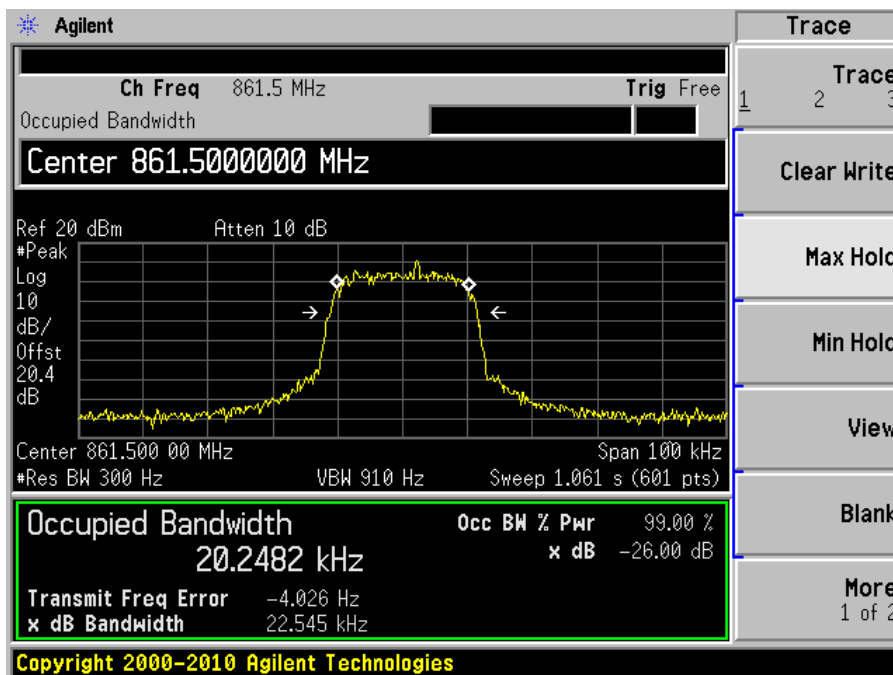 Agilent
Trace
Ch Freq 861.5 MHz
Trig Free
Occupied Bandwidth
Center 861.5000000 MHz
Ref 20 dBm
Atten 10 dB
#Peak
Log
10
dB/
Offst
20.4
dB
Center 861.500 00 MHz
Span 100 kHz
#Res BW 300 Hz
VBW 910 Hz
Sweep 1.061 s (601 pts)
Occupied Bandwidth
20.2482 kHz
Occ BW % Pwr 99.00 %
x dB -26.00 dB
Transmit Freq Error -4.026 Hz
x dB Bandwidth 22.545 kHz
Copyright 2000-2010 Agilent Technologies
Trace
1 2
Clear Write
Max Hold
Min Hold
View
Blank
More
1 of 2